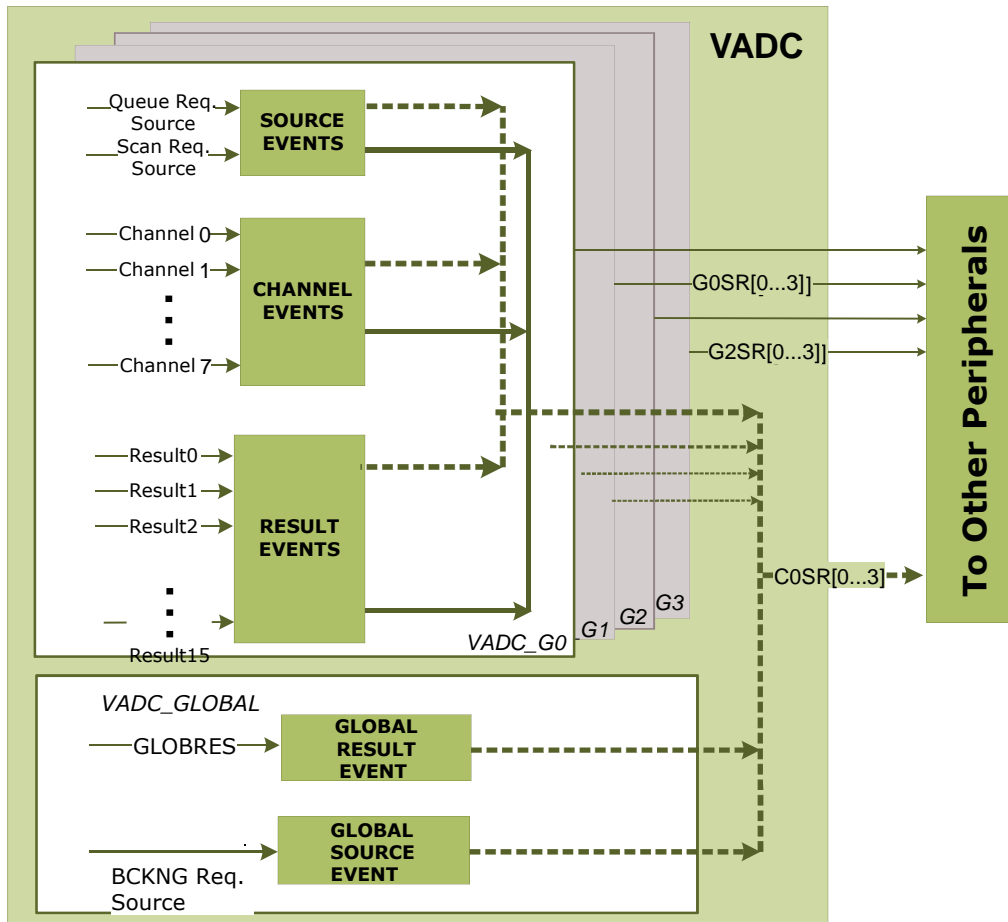 VADC
Queue Req.
Source
Scan Req.
Source
SOURCE
EVENTS
Channel 0
Channel 1
Channel 7
CHANNEL
EVENTS
Result0
Result1
Result2
Result15
RESULT
EVENTS
VADC_G0
G1
G2
G3
G0SR[0...3]]
G2SR[0...3]]
C0SR[0...3]
To Other Peripherals
VADC_GLOBAL
GLOBRES
GLOBAL
RESULT
EVENT
BCKNG Req.
Source
GLOBAL
SOURCE
EVENT